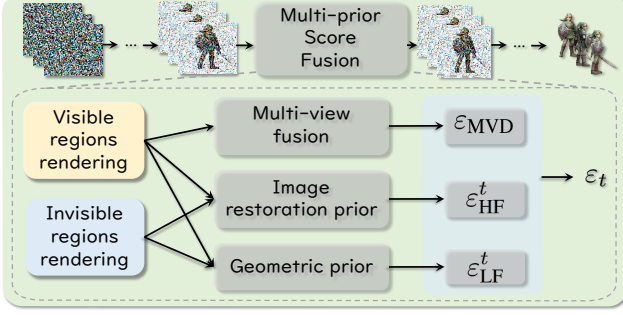 Multi-prior
Score
Fusion
...
...
Visible
regions
rendering
Multi-view
fusion
ε_MVD
Invisible
regions
rendering
Image
restoration prior
ε^t_HF
ε_t
Geometric prior
ε^t_LF